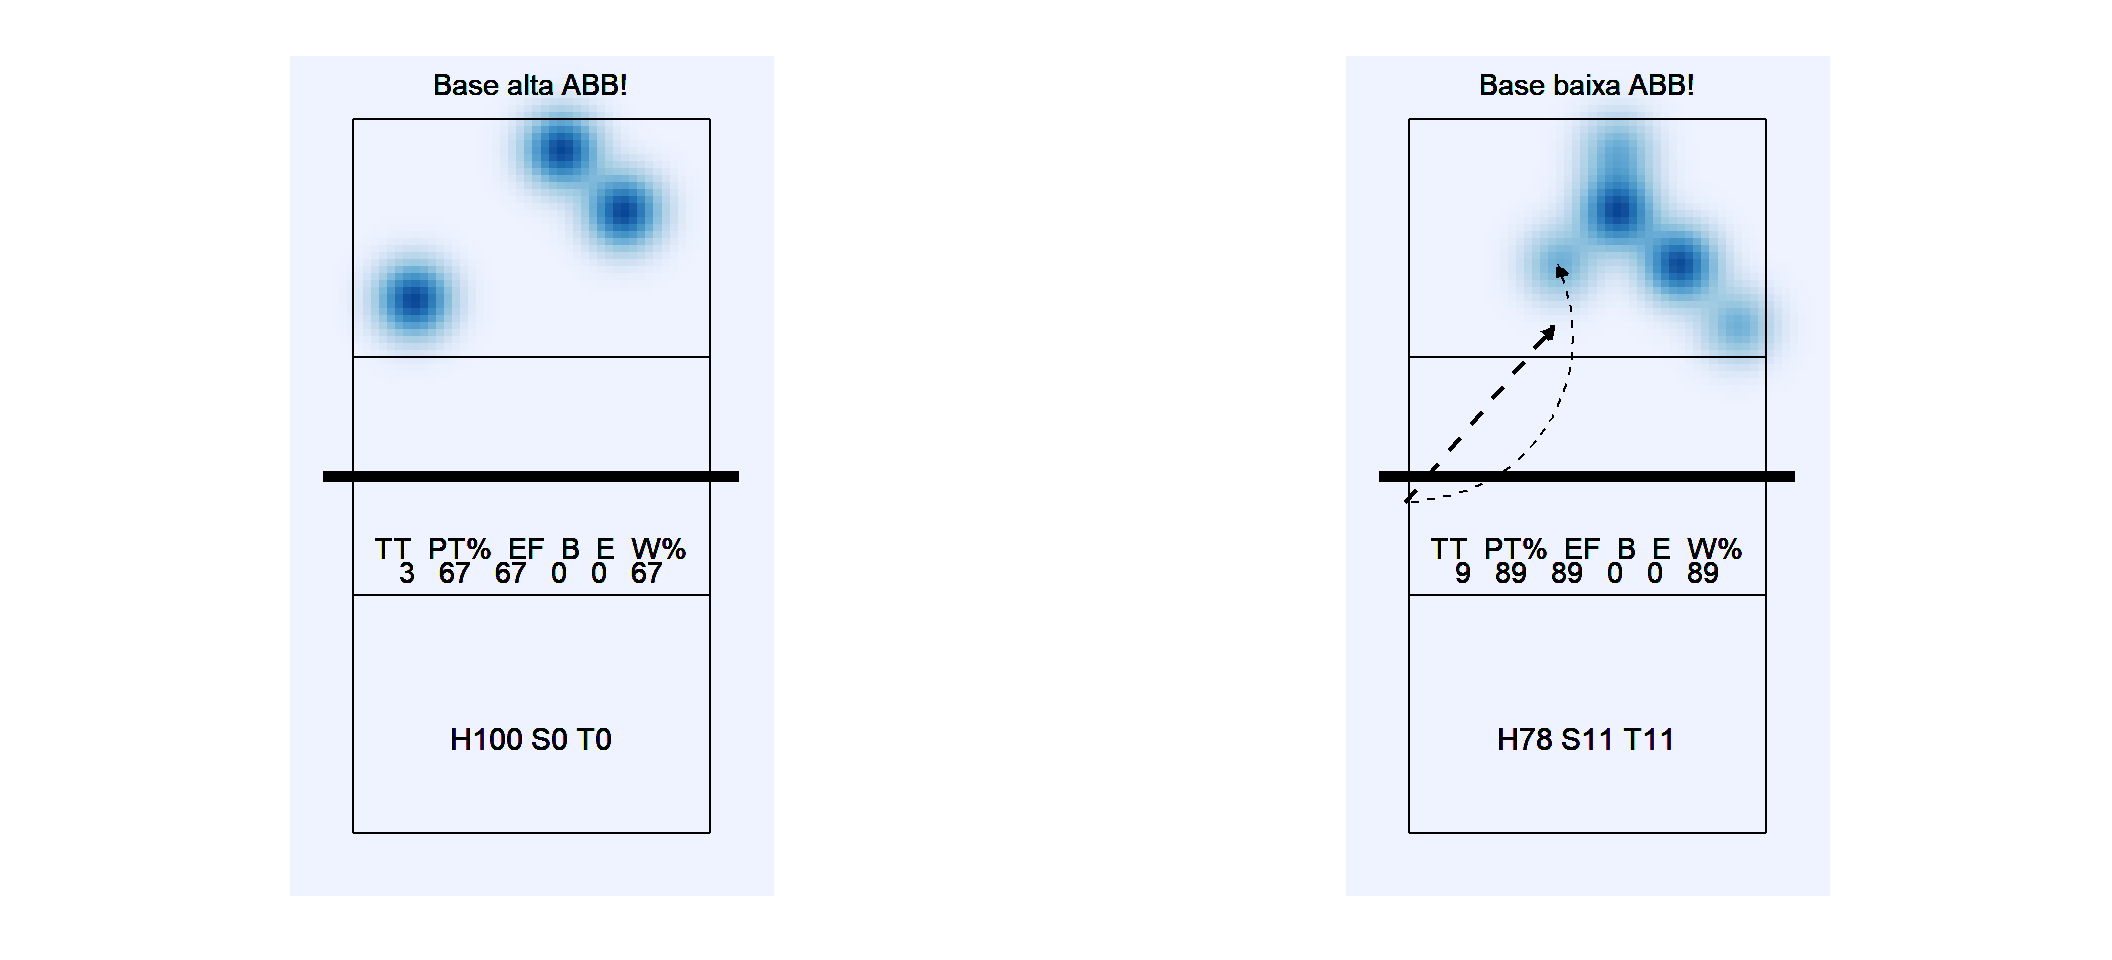 Base alta ABB!
TT PT% EF B E W%
3 67 67 0 0 67
H100 S0 T0
Base baixa ABB!
TT PT% EF B E W%
9 89 89 0 0 89
H78 S11 T11